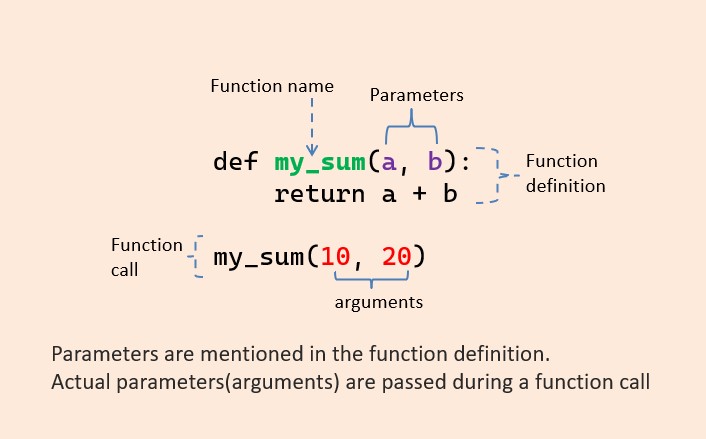 Function name
Parameters
def my_sum(a, b):
return a + b
Function
definition
Function
call
my_sum(10, 20)
arguments
Parameters are mentioned in the function definition.
Actual parameters(arguments) are passed during a function call